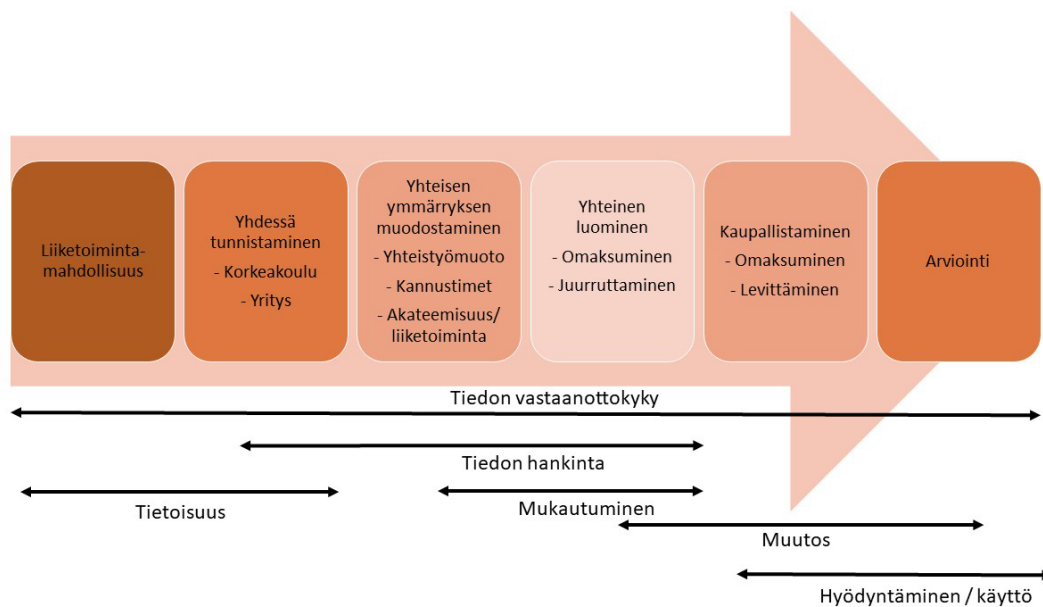 Liiketoiminta-
mahdollisuus
Yhdessä
tunnistaminen
- Korkeakoulu
- Yritys
Yhteisen
ymmärryksen
muodostaminen
- Yhteistyömuoto
- Kannustimet
- Akateemisuus/
liiketoiminta
Yhteinen
luominen
- Omaksuminen
- Juurruttaminen
Kaupallistaminen
- Omaksuminen
- Levittäminen
Arviointi
Tiedon vastaanottokyky
Tiedon hankinta
Tietoisuus
Mukautuminen
Muutos
Hyödyntäminen / käyttö